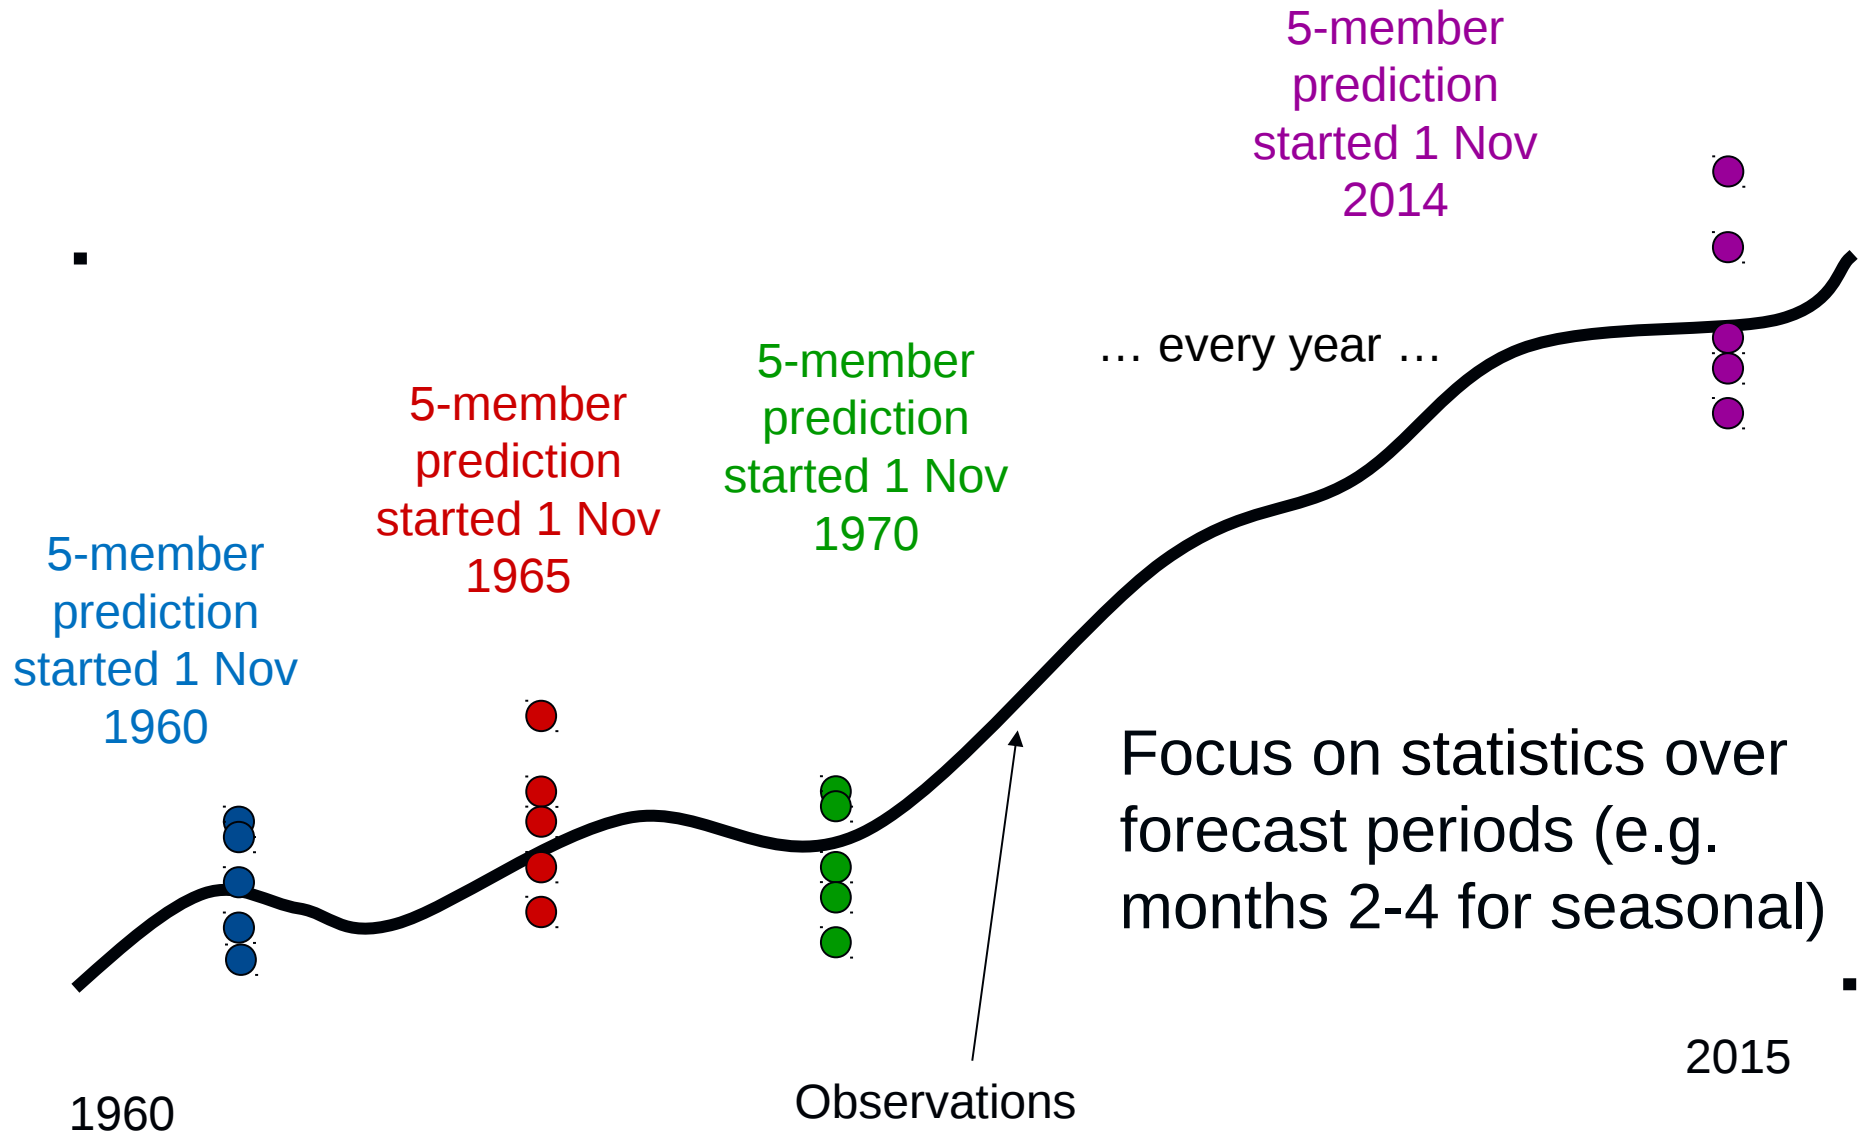 5-member
prediction
started 1 Nov
2014
… every year …
5-member
prediction
started 1 Nov
1970
5-member
prediction
started 1 Nov
1965
5-member
prediction
started 1 Nov
1960
Focus on statistics over
forecast periods (e.g.
months 2-4 for seasonal)
2015
Observations
1960